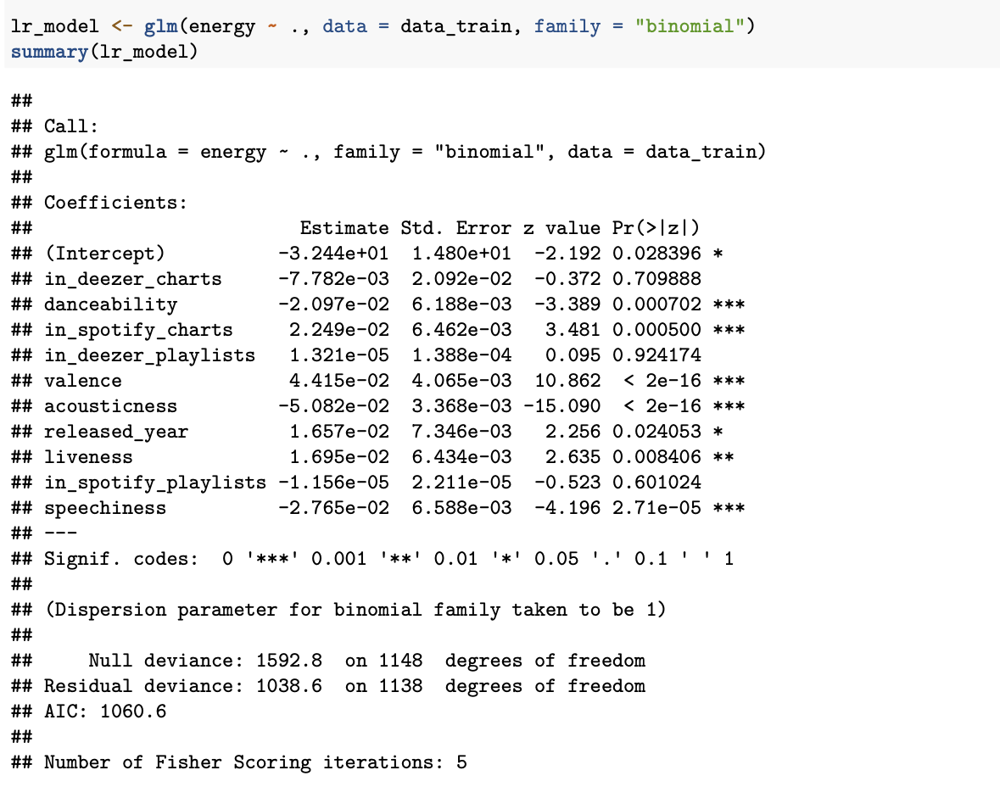 lr_model <- glm(energy ~ ., data = data_train, family = "binomial")
summary(lr_model)
##
## Call:
## glm(formula = energy ~ ., family = "binomial", data = data_train)
##
## Coefficients:
##                        Estimate Std. Error z value Pr(>|z|)
## (Intercept)          -3.244e+01  1.480e+01  -2.192 0.028396 *
## in_deezer_charts     -7.782e-03  2.092e-02  -0.372 0.709888
## danceability         -2.097e-02  6.188e-03  -3.389 0.000702 ***
## in_spotify_charts     2.249e-02  6.462e-03   3.481 0.000500 ***
## in_deezer_playlists   1.321e-05  1.388e-04   0.095 0.924174
## valence               4.415e-02  4.065e-03  10.862  < 2e-16 ***
## acousticness         -5.082e-02  3.368e-03 -15.090  < 2e-16 ***
## released_year         1.657e-02  7.346e-03   2.256 0.024053 *
## liveness              1.695e-02  6.434e-03   2.635 0.008406 **
## in_spotify_playlists -1.156e-05  2.211e-05  -0.523 0.601024
## speechiness          -2.765e-02  6.588e-03  -4.196 2.71e-05 ***
## ---
## Signif. codes:  0 '***' 0.001 '**' 0.01 '*' 0.05 '.' 0.1 ' ' 1
##
## (Dispersion parameter for binomial family taken to be 1)
##
##     Null deviance: 1592.8  on 1148  degrees of freedom
## Residual deviance: 1038.6  on 1138  degrees of freedom
## AIC: 1060.6
##
## Number of Fisher Scoring iterations: 5